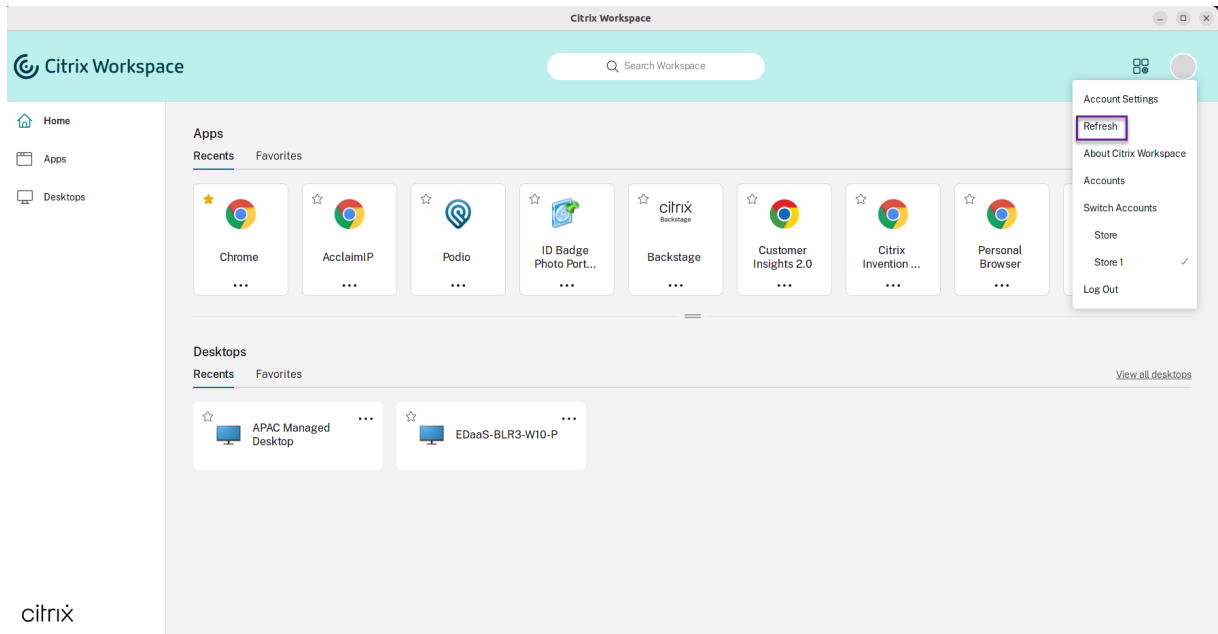 Citrix Workspace
Citrix Workspace
Search Workspace
Account Settings
Refresh
About Citrix Workspace
Accounts
Switch Accounts
Store
Store 1
Log Out
Home
Apps
Desktops
Apps
Recents Favorites
Chrome
AcclaimIP
Podio
ID Badge
Photo Port...
citrix
Backstage
Backstage
Customer
Insights 2.0
Citrix
Invention ...
Personal
Browser
Desktops
Recents Favorites
View all desktops
APAC Managed
Desktop
EDaaS-BLR3-W10-P
citrix